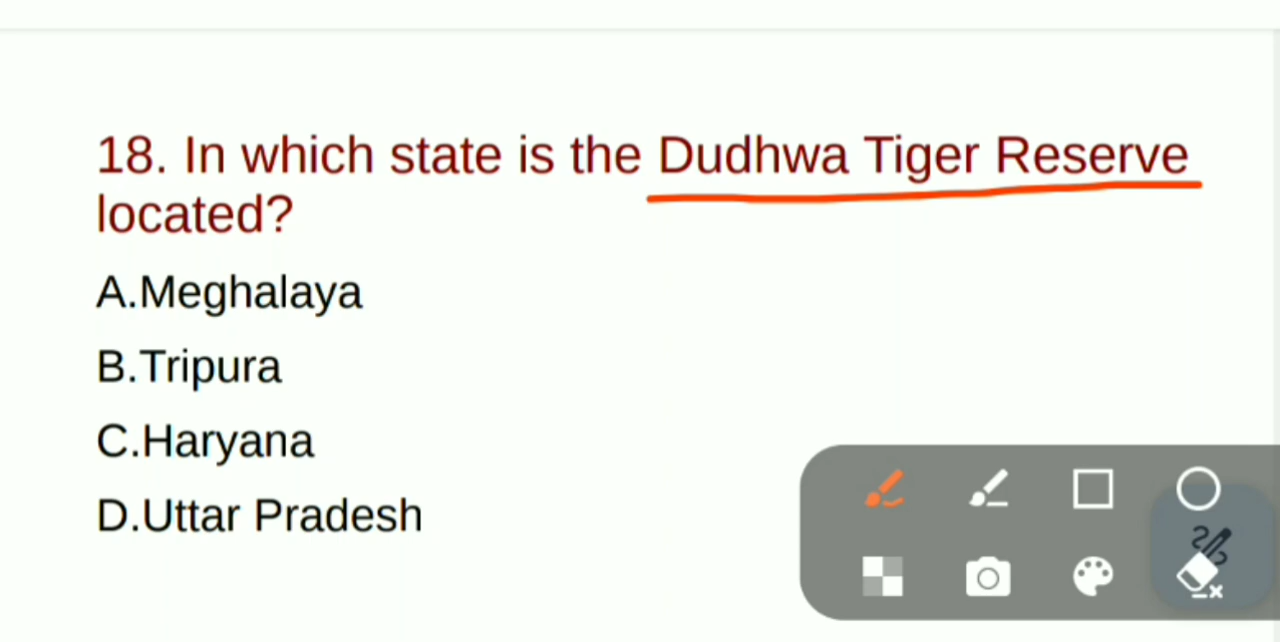 18. In which state is the Dudhwa Tiger Reserve
located?
A.Meghalaya
B.Tripura
C.Haryana
D.Uttar Pradesh